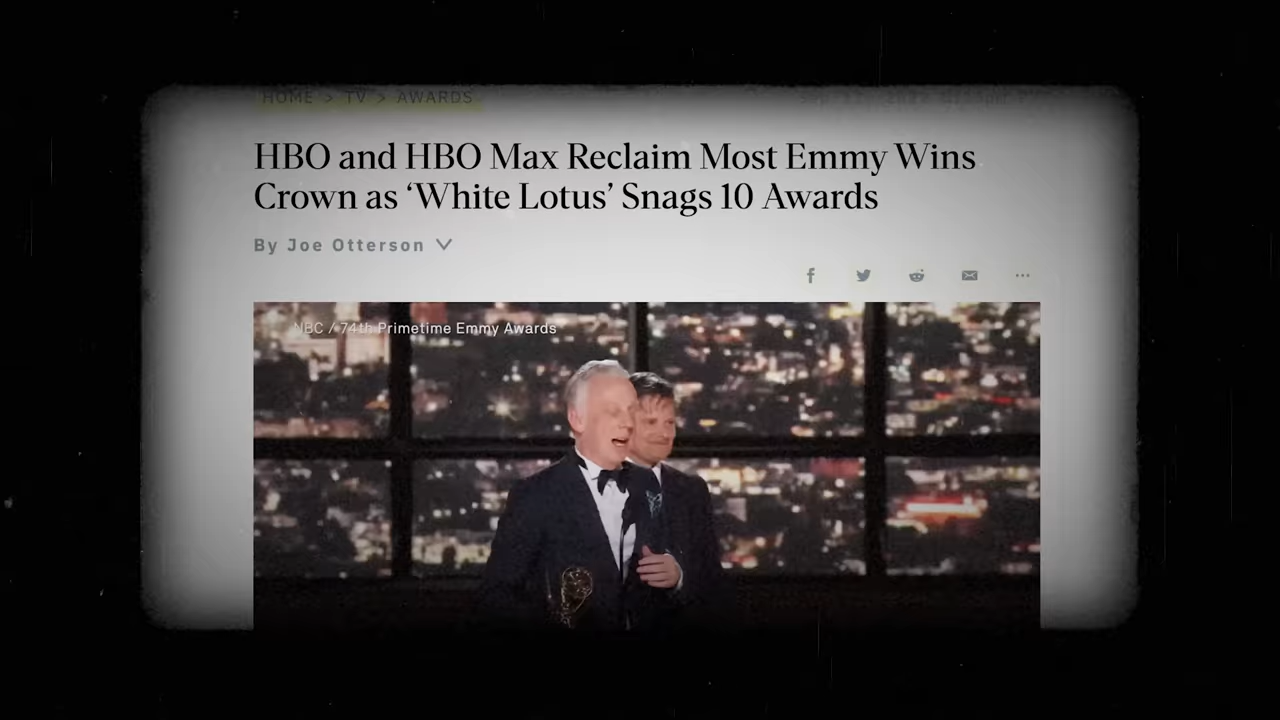 HOME > TV > AWARDS
HBO and HBO Max Reclaim Most Emmy Wins
Crown as ‘White Lotus’ Snags 10 Awards
By Joe Otterson
NBC / 74th Primetime Emmy Awards